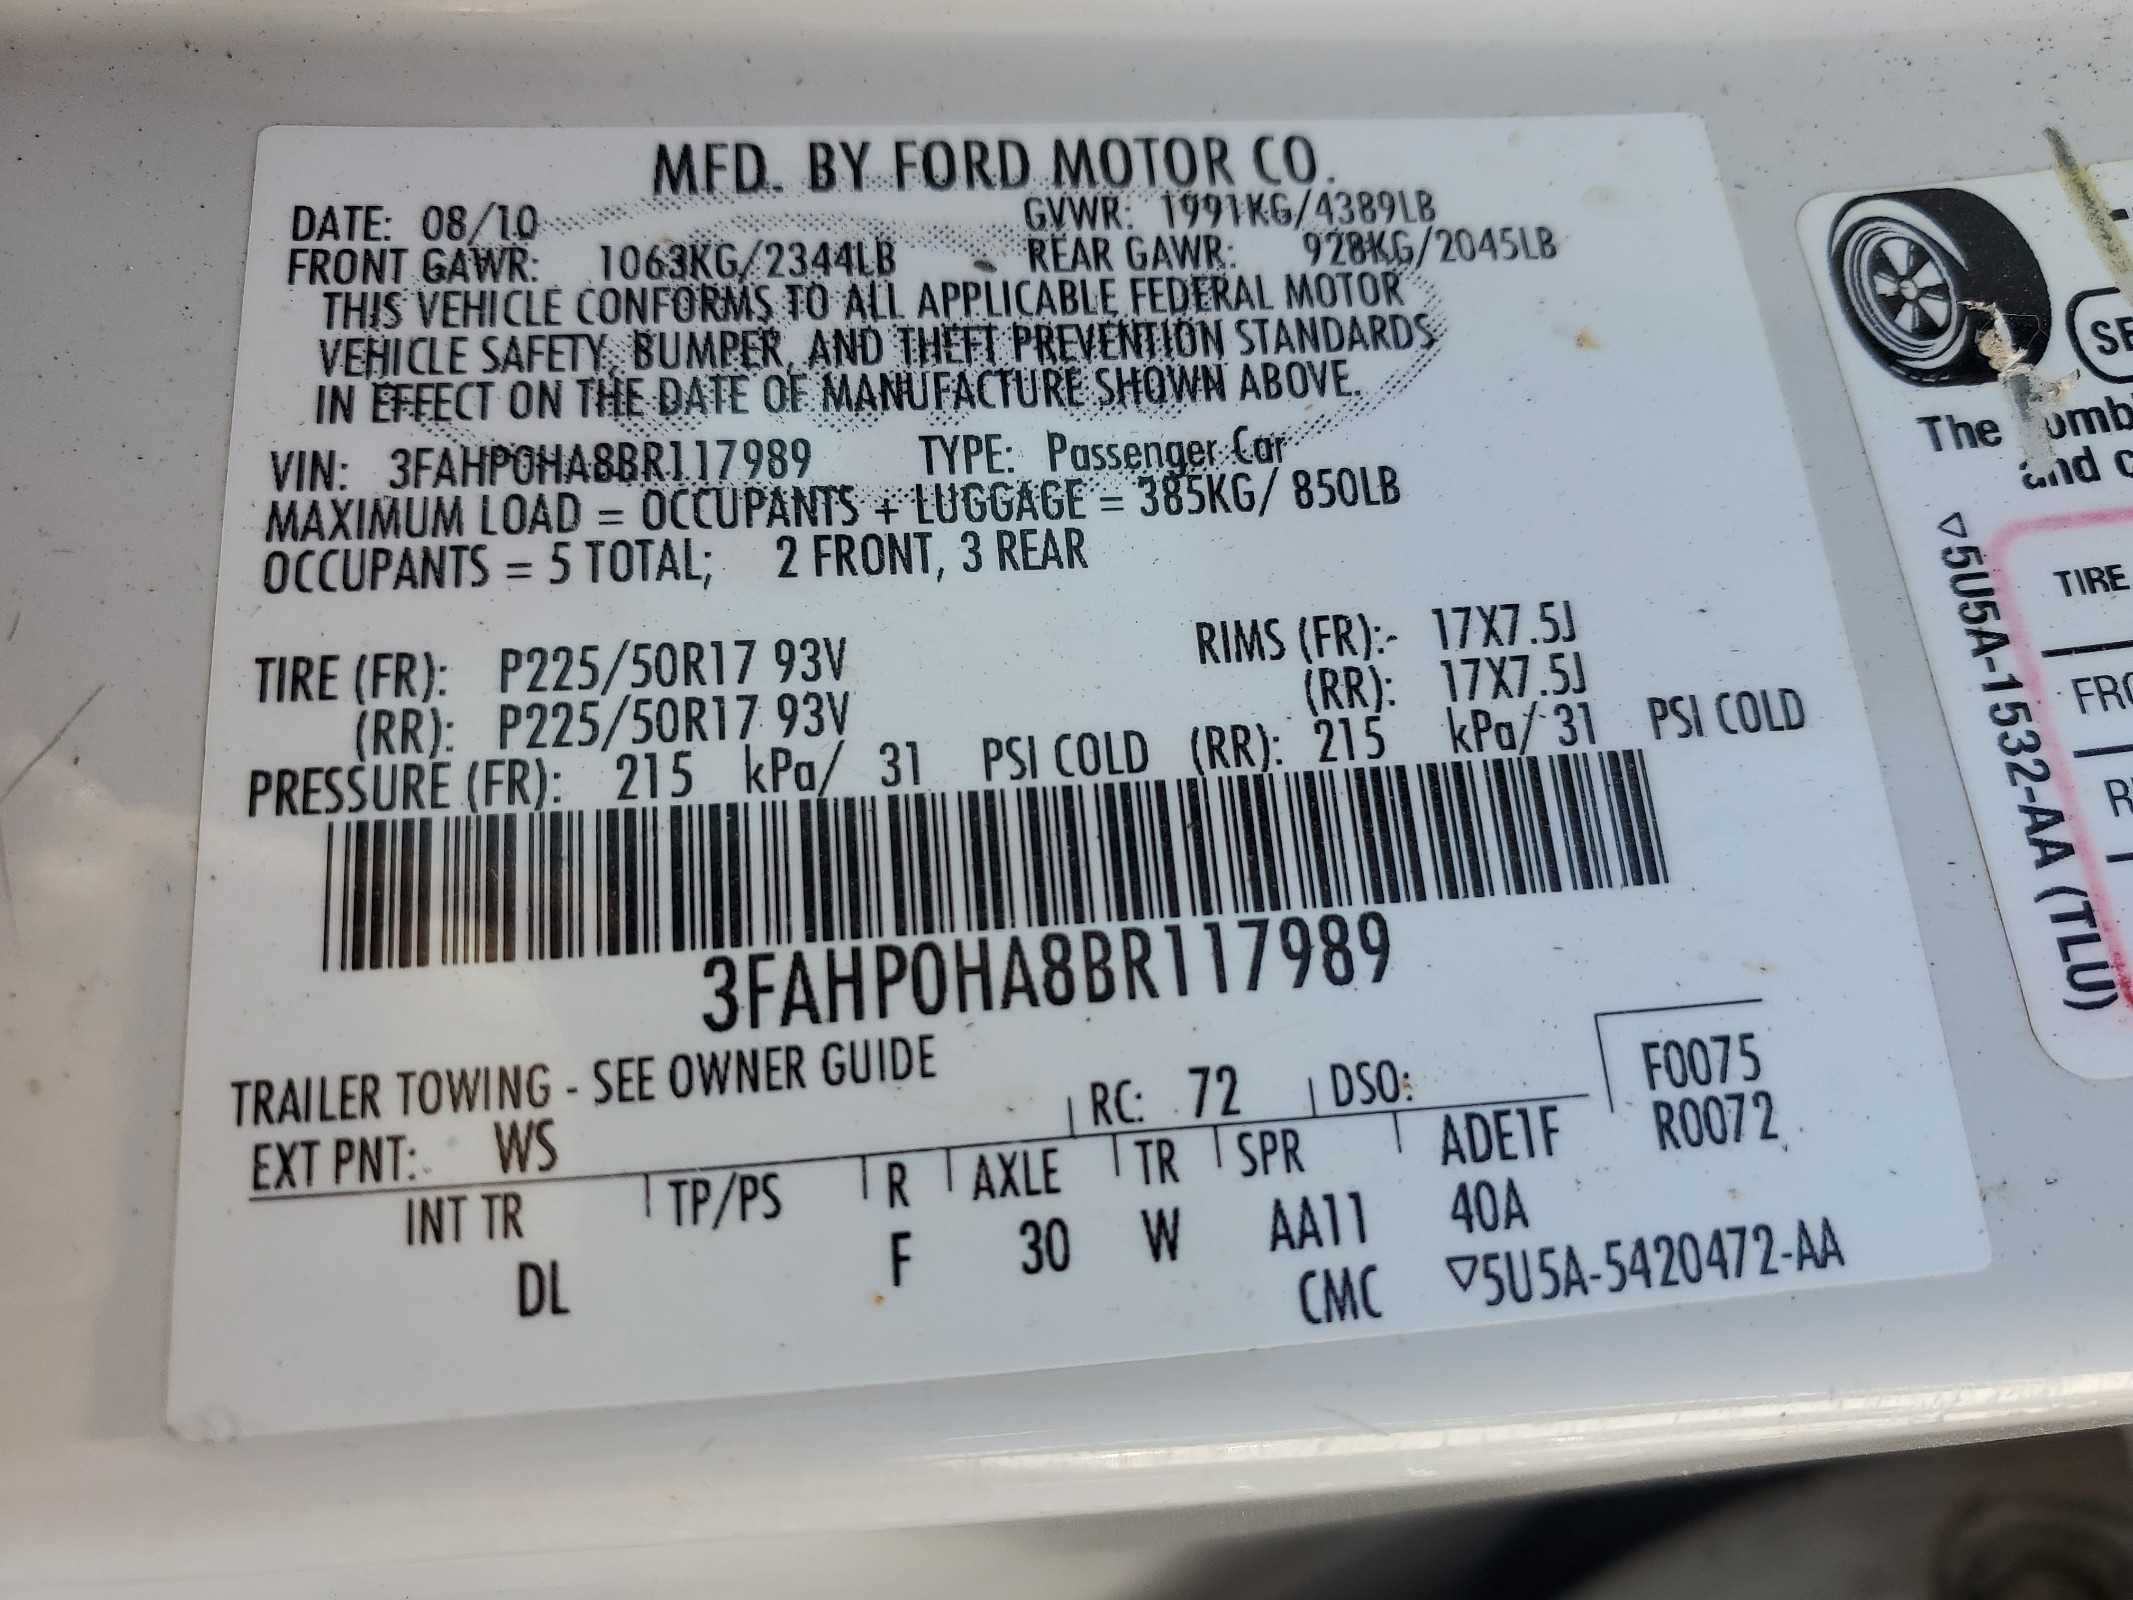 MFD. BY FORD MOTOR CO.
DATE: 08/10 GVWR: 1991KG/4389LB
FRONT GAWR: 1063KG/2344LB REAR GAWR: 928KG/2045LB
THIS VEHICLE CONFORMS TO ALL APPLICABLE FEDERAL MOTOR
VEHICLE SAFETY, BUMPER, AND THEFT PREVENTION STANDARDS
IN EFFECT ON THE DATE OF MANUFACTURE SHOWN ABOVE.
VIN: 3FAHP0HA8BR117989 TYPE: Passenger Car
MAXIMUM LOAD = OCCUPANTS + LUGGAGE = 385KG/ 850LB
OCCUPANTS = 5 TOTAL; 2 FRONT, 3 REAR
TIRE (FR): P225/50R17 93V RIMS (FR):- 17X7.5J
(RR): P225/50R17 93V (RR): 17X7.5J
PRESSURE (FR): 215 kPa/ 31 PSI COLD (RR): 215 kPa/ 31 PSI COLD
3FAHP0HA8BR117989
TRAILER TOWING - SEE OWNER GUIDE
EXT PNT: WS RC: 72 DSO: F0075
INT TR TP/PS R AXLE TR SPR ADE1F R0072
DL F 30 W AA11 40A
CMC ▽5U5A-5420472-AA
The
and
▽5U5A-1532-AA (TLU)
TIRE